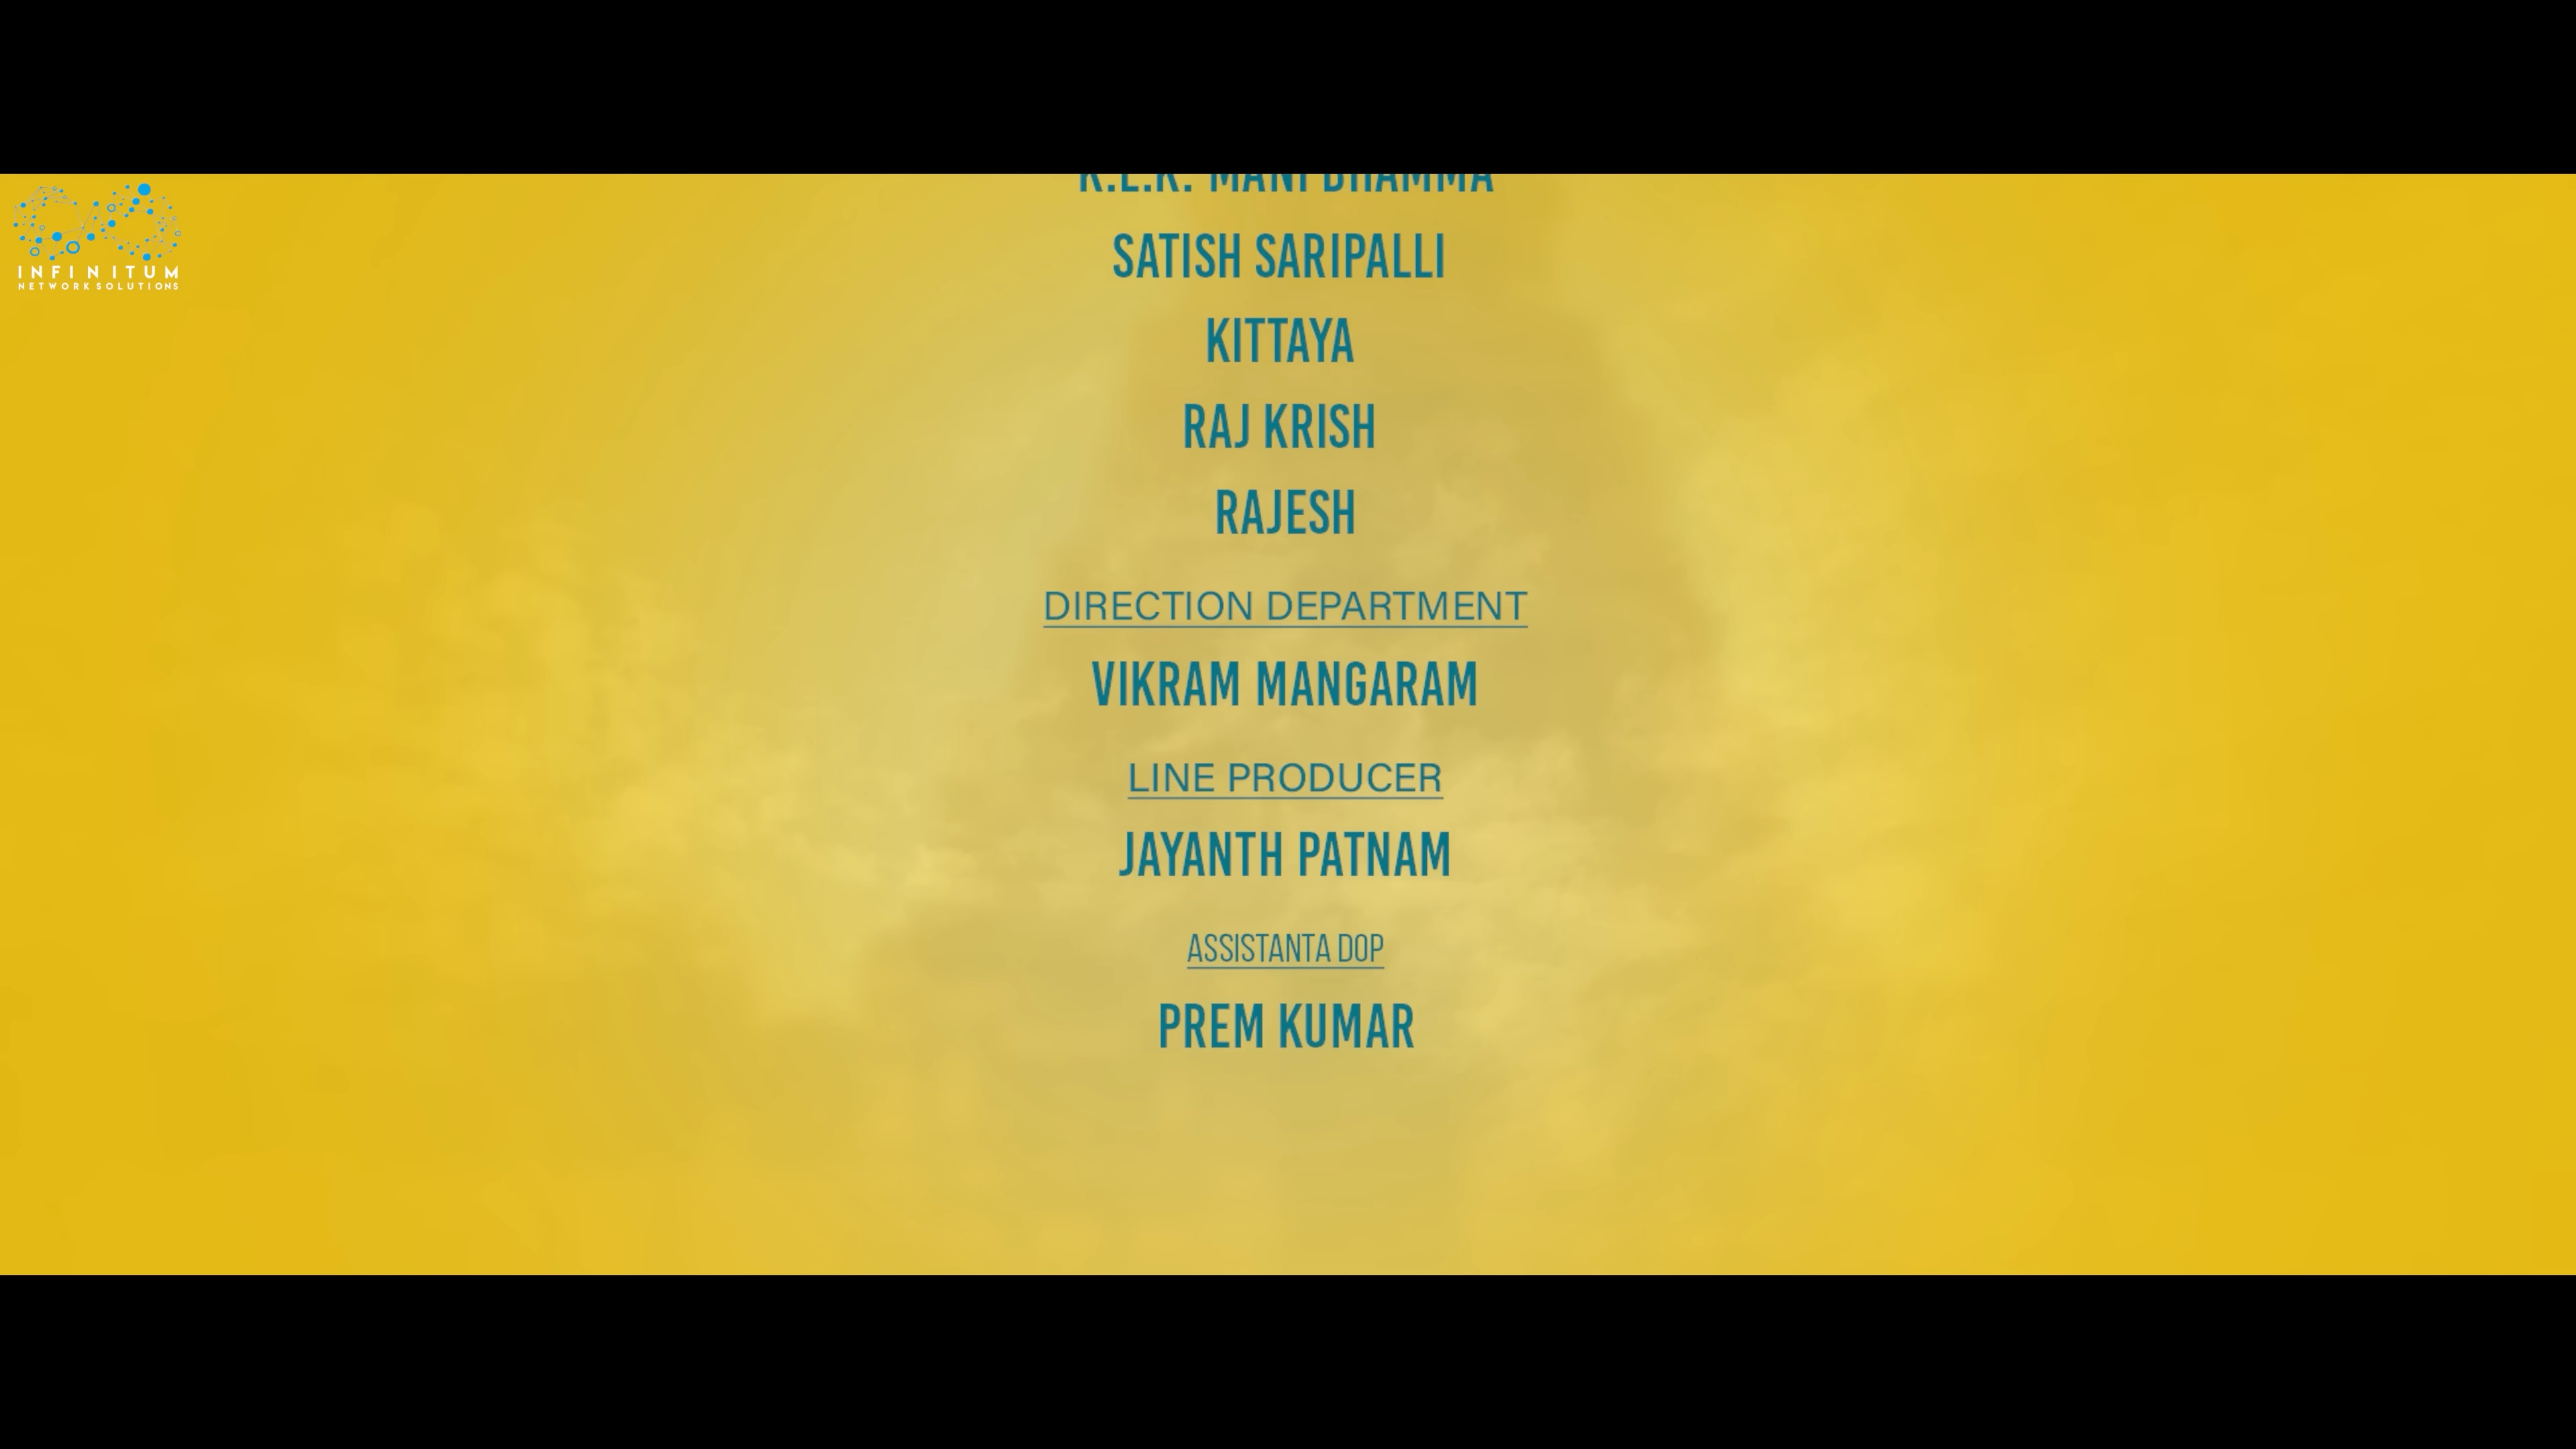 INFINITUM
NETWORK SOLUTIONS
MANI
SATISH SARIPALLI
KITTAYA
RAJ KRISH
RAJESH
DIRECTION DEPARTMENT
VIKRAM MANGARAM
LINE PRODUCER
JAYANTH PATNAM
ASSISTANTA DOP
PREM KUMAR